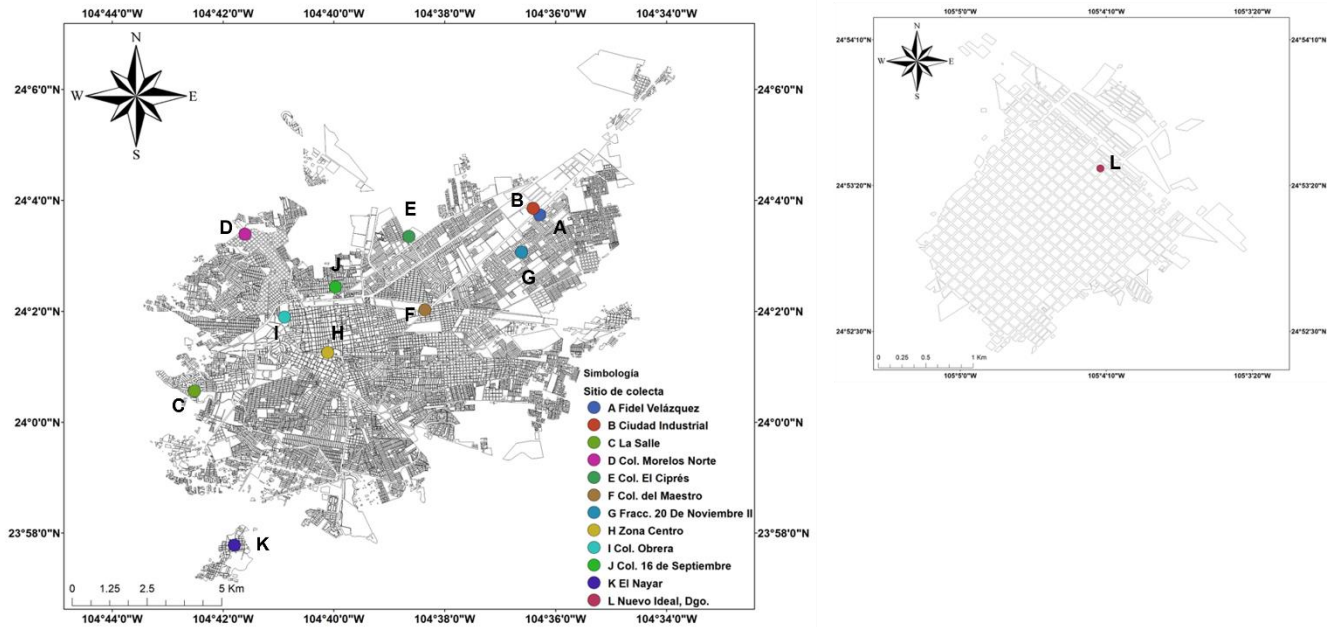 104°44'0"W 104°42'0"W 104°40'0"W 104°38'0"W 104°36'0"W 104°34'0"W
N
W E
S
24°6'0"N 24°6'0"N
24°4'0"N 24°4'0"N
24°2'0"N 24°2'0"N
24°0'0"N 24°0'0"N
23°58'0"N 23°58'0"N
B
A
E
D
G
J
F
I
H
C
K
Simbología
Sitio de colecta
A Fidel Velázquez
B Ciudad Industrial
C La Salle
D Col. Morelos Norte
E Col. El Ciprés
F Col. del Maestro
G Fracc. 20 De Noviembre II
H Zona Centro
I Col. Obrera
J Col. 16 de Septiembre
K El Nayar
L Nuevo Ideal, Dgo.
0 1.25 2.5 5 Km
104°44'0"W 104°42'0"W 104°40'0"W 104°38'0"W 104°36'0"W 104°34'0"W
105°5'0"W 105°4'10"W 105°3'20"W
24°54'10"N 24°54'10"N
N
W E
S
L
24°53'20"N 24°53'20"N
24°52'30"N 24°52'30"N
0 0.25 0.5 1 Km
105°5'0"W 105°4'10"W 105°3'20"W